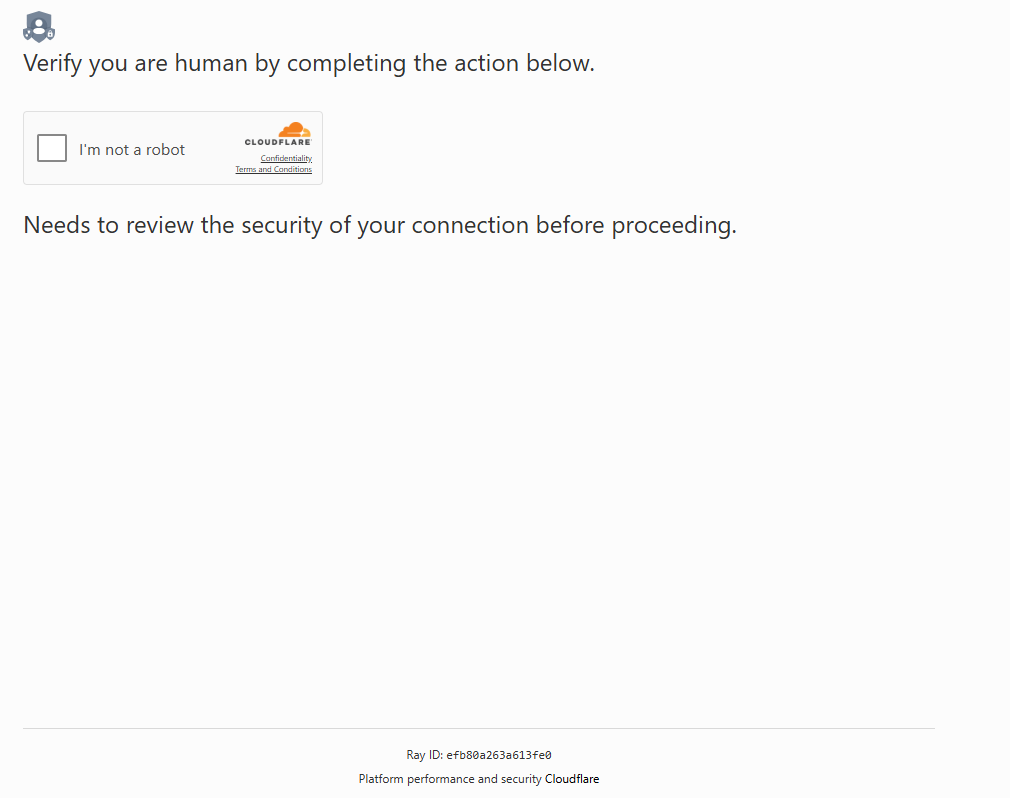 Verify you are human by completing the action below.
I'm not a robot
CLOUDFLARE
Confidentiality
Terms and Conditions
Needs to review the security of your connection before proceeding.
Ray ID: efb80a263a613fe0
Platform performance and security Cloudflare